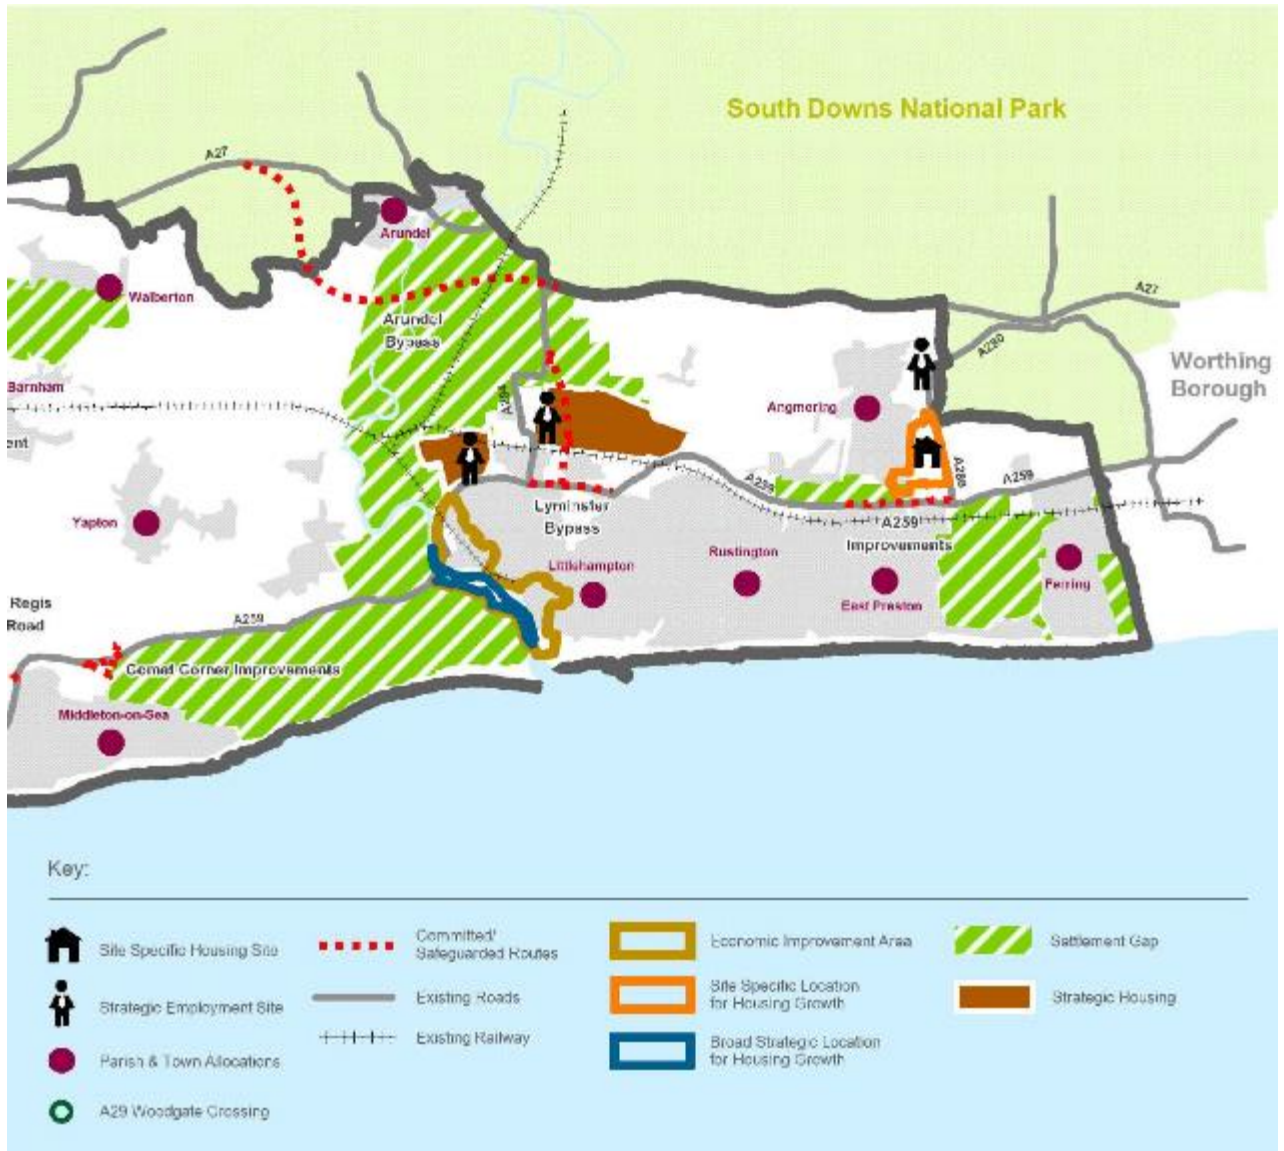 South Downs National Park
A27
Arundel
Walberton
A27
A280
Arundel
Bypass
Worthing
Borough
Barnham
A284
Angmering
ent
A259
A280
A259
Lyminster
Bypass
Yapton
A259
Improvements
Rustington
Littlehampton
Ferring
East Preston
Regis
Road
A259
Comet Corner Improvements
Middleton-on-Sea
Key:
Site Specific Housing Site
Strategic Employment Site
Parish & Town Allocations
A29 Woodgate Crossing
Committed/
Safeguarded Routes
Existing Roads
Existing Railway
Economic Improvement Area
Site Specific Location
for Housing Growth
Broad Strategic Location
for Housing Growth
Settlement Gap
Strategic Housing